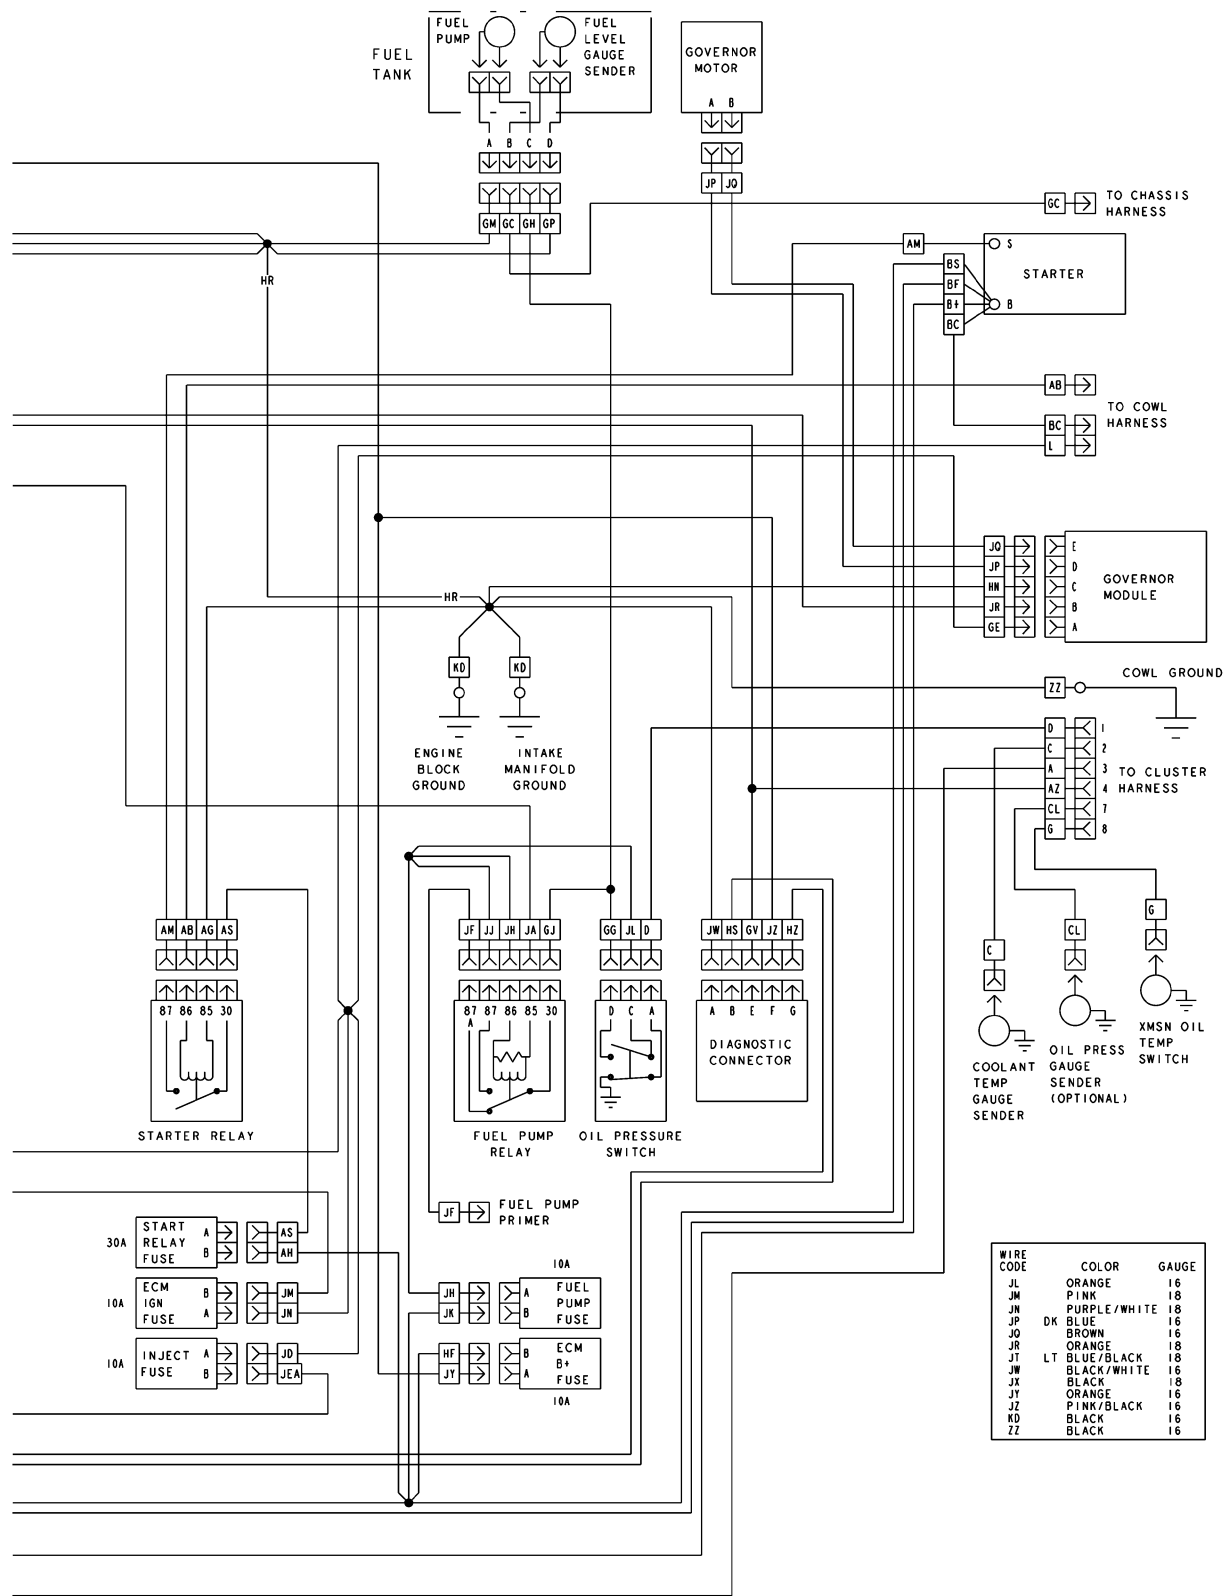 FUEL
PUMP
FUEL
LEVEL
GAUGE
SENDER
FUEL
TANK
GOVERNOR
MOTOR
A B
A B C D
JP JQ
GM GC GH GP
GC
TO CHASSIS
HARNESS
AM
S
STARTER
BS
BF
B+
B
BC
HR
AB
TO COWL
HARNESS
BC
L
JQ E
JP D
HN C
JR B
GE A
GOVERNOR
MODULE
HR
KD KD
ENGINE
BLOCK
GROUND
INTAKE
MANIFOLD
GROUND
COWL GROUND
ZZ
D 1
C 2
A 3
AZ 4
CL 7
G 8
TO CLUSTER
HARNESS
AM AB AG AS
87 86 85 30
STARTER RELAY
JF JJ JH JA GJ
87 87 86 85 30
A
FUEL PUMP
RELAY
GG JL D
D C A
OIL PRESSURE
SWITCH
JW HS GV JZ HZ
A B E F G
DIAGNOSTIC
CONNECTOR
C
COOLANT
TEMP
GAUGE
SENDER
CL
OIL PRESS
GAUGE
SENDER
(OPTIONAL)
G
XMSN OIL
TEMP
SWITCH
JF
FUEL PUMP
PRIMER
30A
START
RELAY
FUSE
A AS
B AH
10A
ECM
IGN
FUSE
B JM
A JN
10A
INJECT
FUSE
A JD
B JEA
10A
JH A
JK B
FUEL
PUMP
FUSE
HF B
JY A
ECM
B+
FUSE
10A
WIRE
CODE COLOR GAUGE
JL ORANGE 16
JM PINK 18
JN PURPLE/WHITE 18
JP DK BLUE 16
JQ BROWN 16
JR ORANGE 18
JT LT BLUE/BLACK 18
JW BLACK/WHITE 16
JX BLACK 18
JY ORANGE 16
JZ PINK/BLACK 16
KD BLACK 16
ZZ BLACK 16